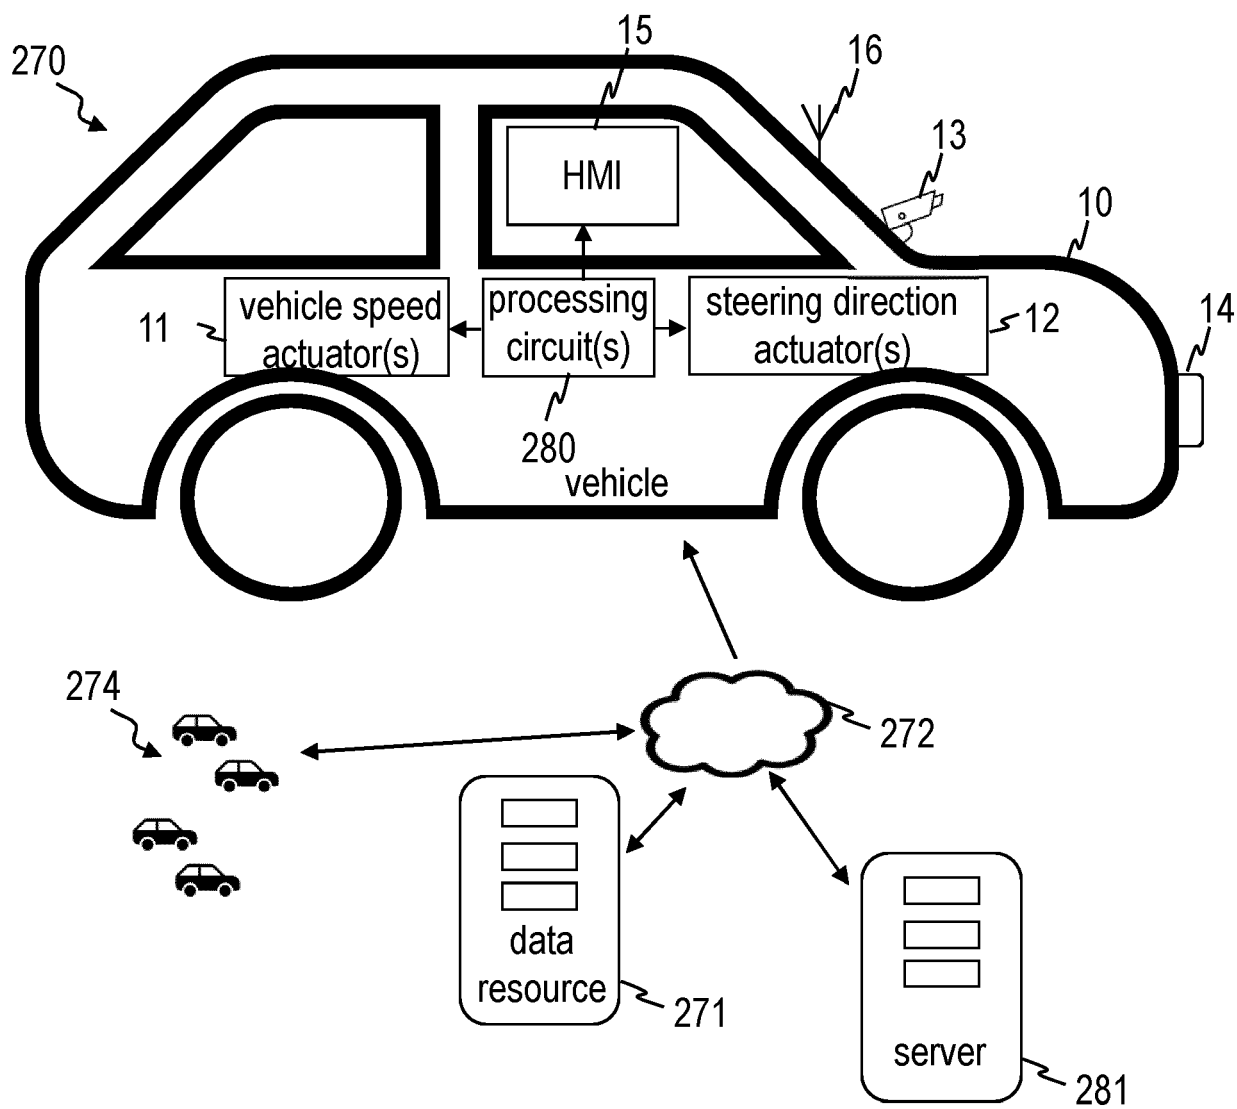 15
16
270
13
HMI
10
vehicle speed
actuator(s)
processing
circuit(s)
steering direction
actuator(s)
11
12
14
280
vehicle
274
272
data
resource
271
server
281